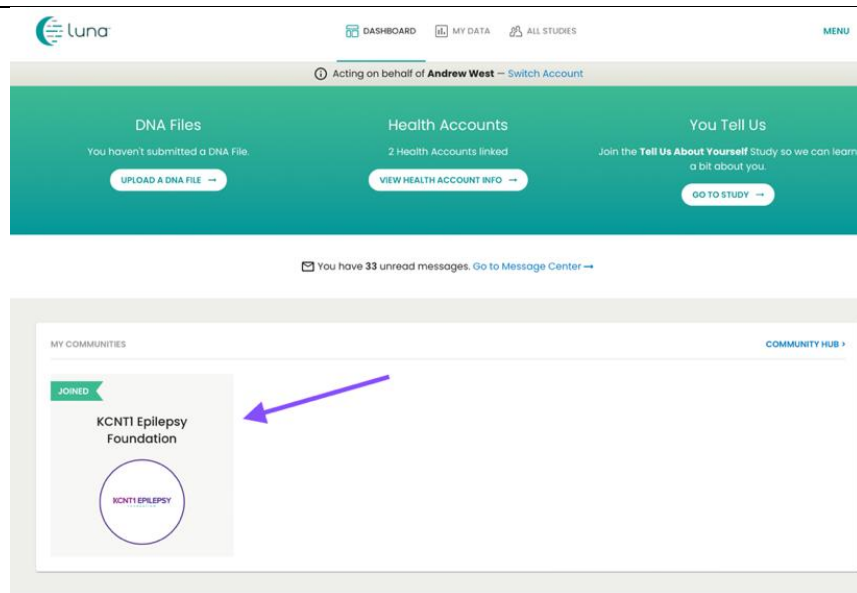 luna
DASHBOARD MY DATA ALL STUDIES MENU
Acting on behalf of Andrew West – Switch Account
DNA Files
You haven't submitted a DNA File.
UPLOAD A DNA FILE →
Health Accounts
2 Health Accounts linked
VIEW HEALTH ACCOUNT INFO →
You Tell Us
Join the Tell Us About Yourself Study so we can learn
a bit about you.
GO TO STUDY →
You have 33 unread messages. Go to Message Center →
MY COMMUNITIES
COMMUNITY HUB ›
JOINED
KCNT1 Epilepsy
Foundation
KCNT1 EPILEPSY
FOUNDATION